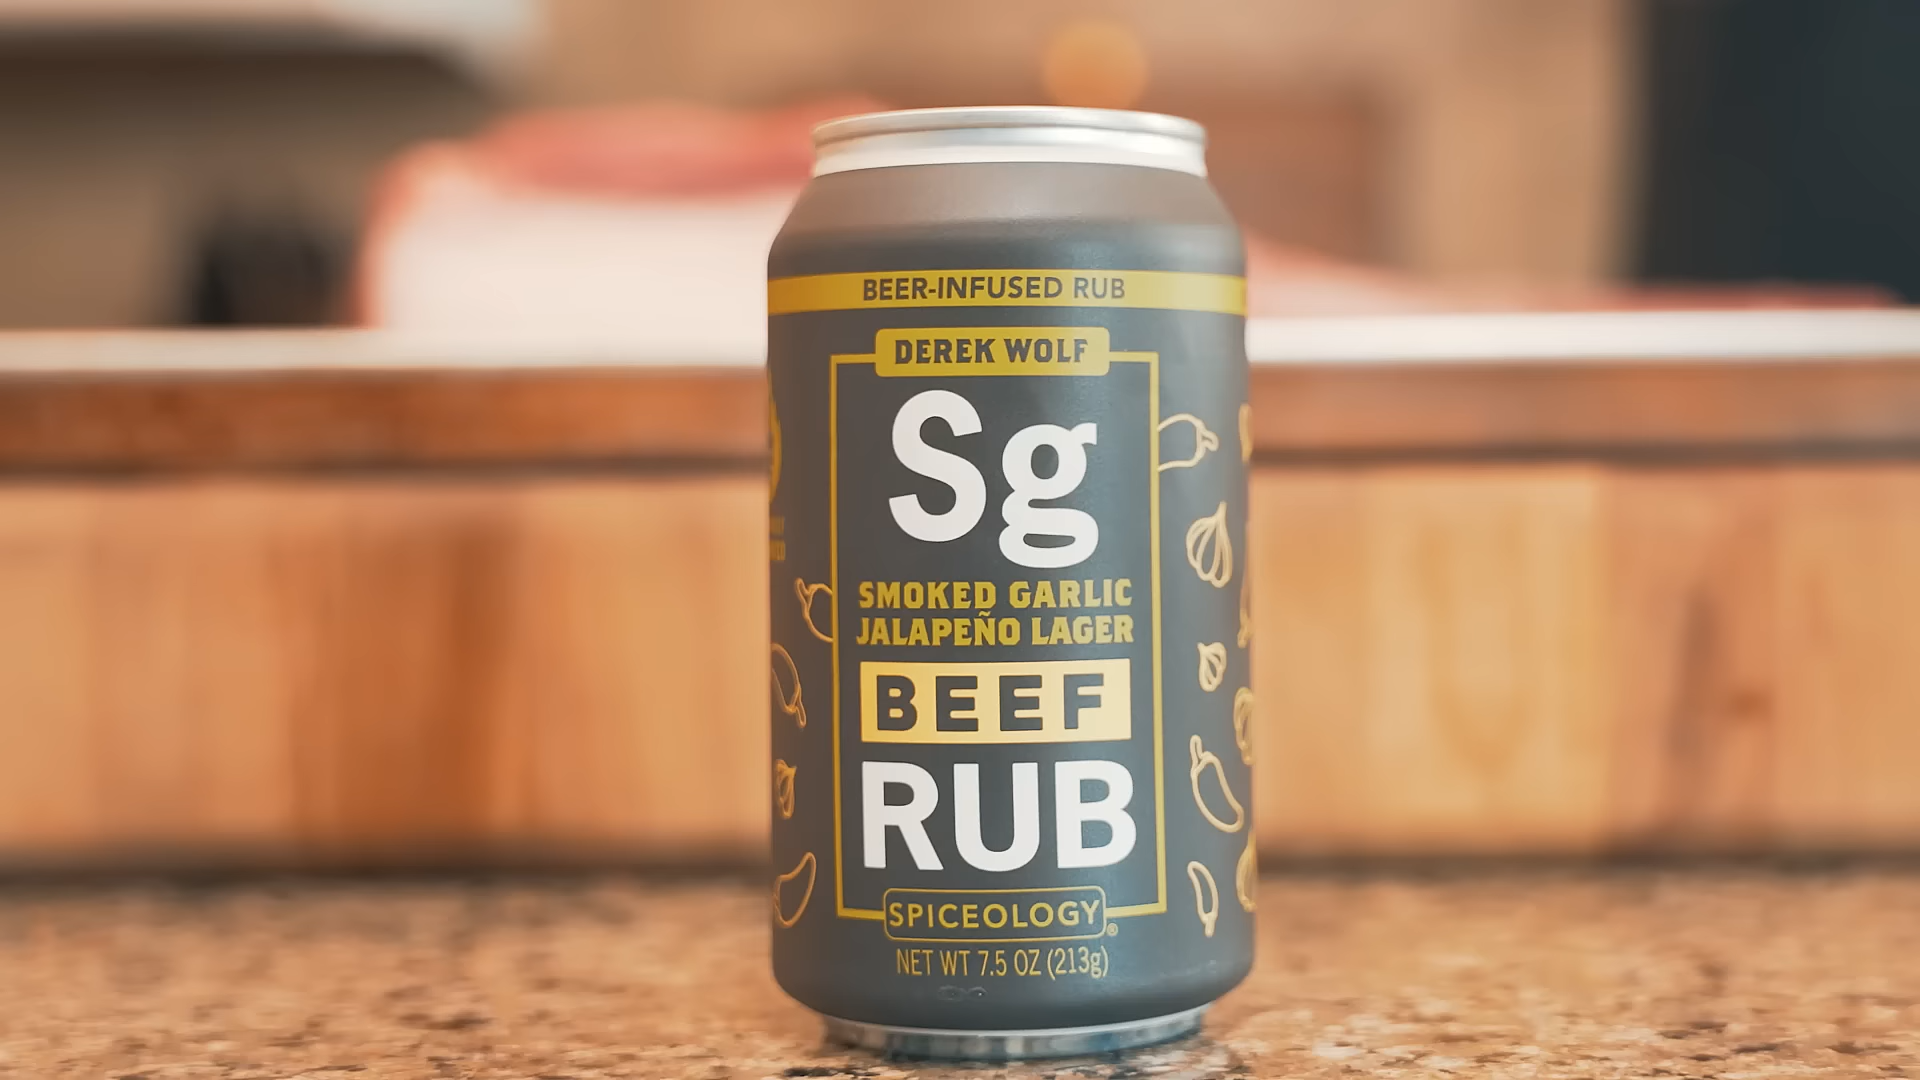 BEER-INFUSED RUB
DEREK WOLF
Sg
SMOKED GARLIC
JALAPEÑO LAGER
BEEF
RUB
SPICEOLOGY®
NET WT 7.5 OZ (213g)